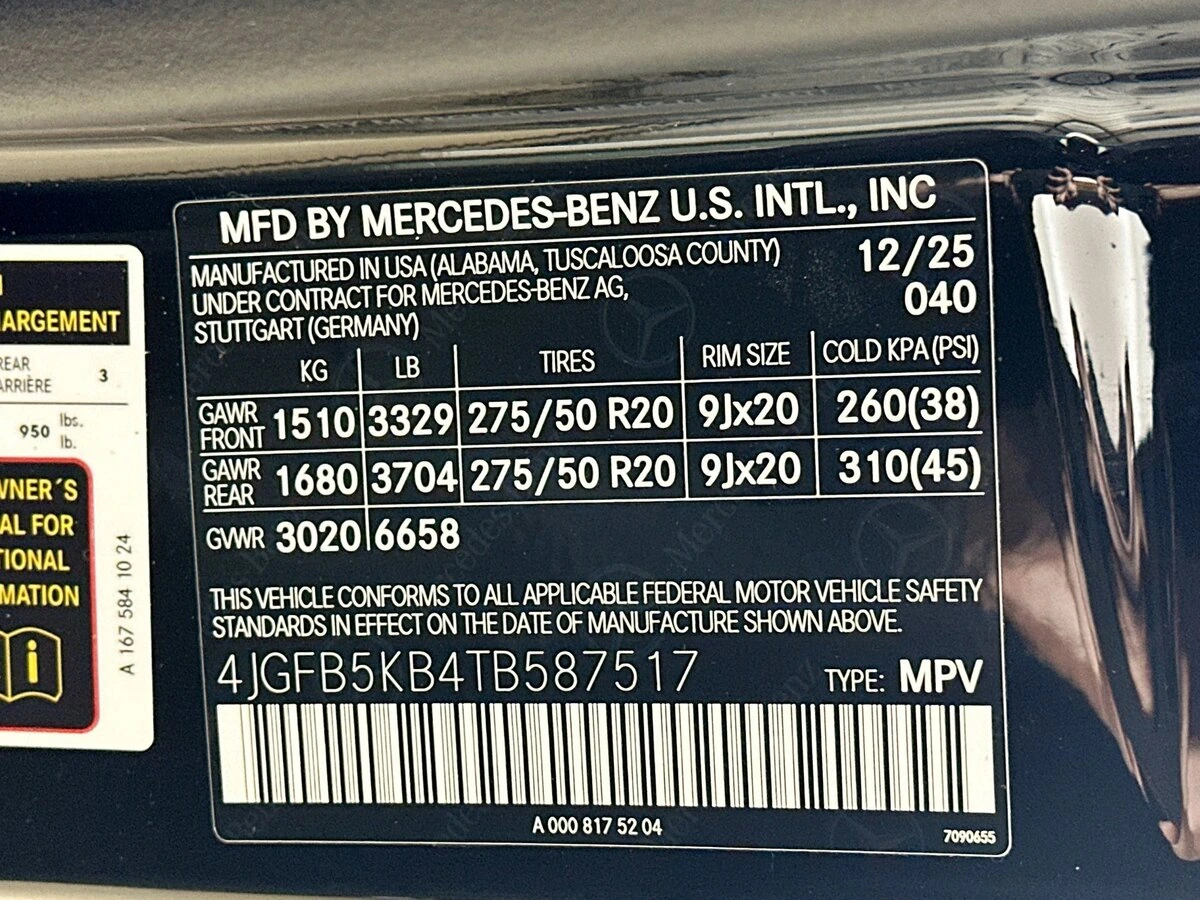 MFD BY MERCEDES-BENZ U.S. INTL., INC
MANUFACTURED IN USA (ALABAMA, TUSCALOOSA COUNTY) 12/25
UNDER CONTRACT FOR MERCEDES-BENZ AG, 040
STUTTGART (GERMANY)
KG LB TIRES RIM SIZE COLD KPA (PSI)
GAWR FRONT 1510 3329 275/50 R20 9Jx20 260(38)
GAWR REAR 1680 3704 275/50 R20 9Jx20 310(45)
GVWR 3020 6658
THIS VEHICLE CONFORMS TO ALL APPLICABLE FEDERAL MOTOR VEHICLE SAFETY
STANDARDS IN EFFECT ON THE DATE OF MANUFACTURE SHOWN ABOVE.
4JGFB5KB4TB587517 TYPE: MPV
A 000 817 52 04
7090655
ARGEMENT
REAR
ARRIÈRE 3
950 lbs.
lb.
WNER´S
AL FOR
TIONAL
MATION
A 167 584 10 24